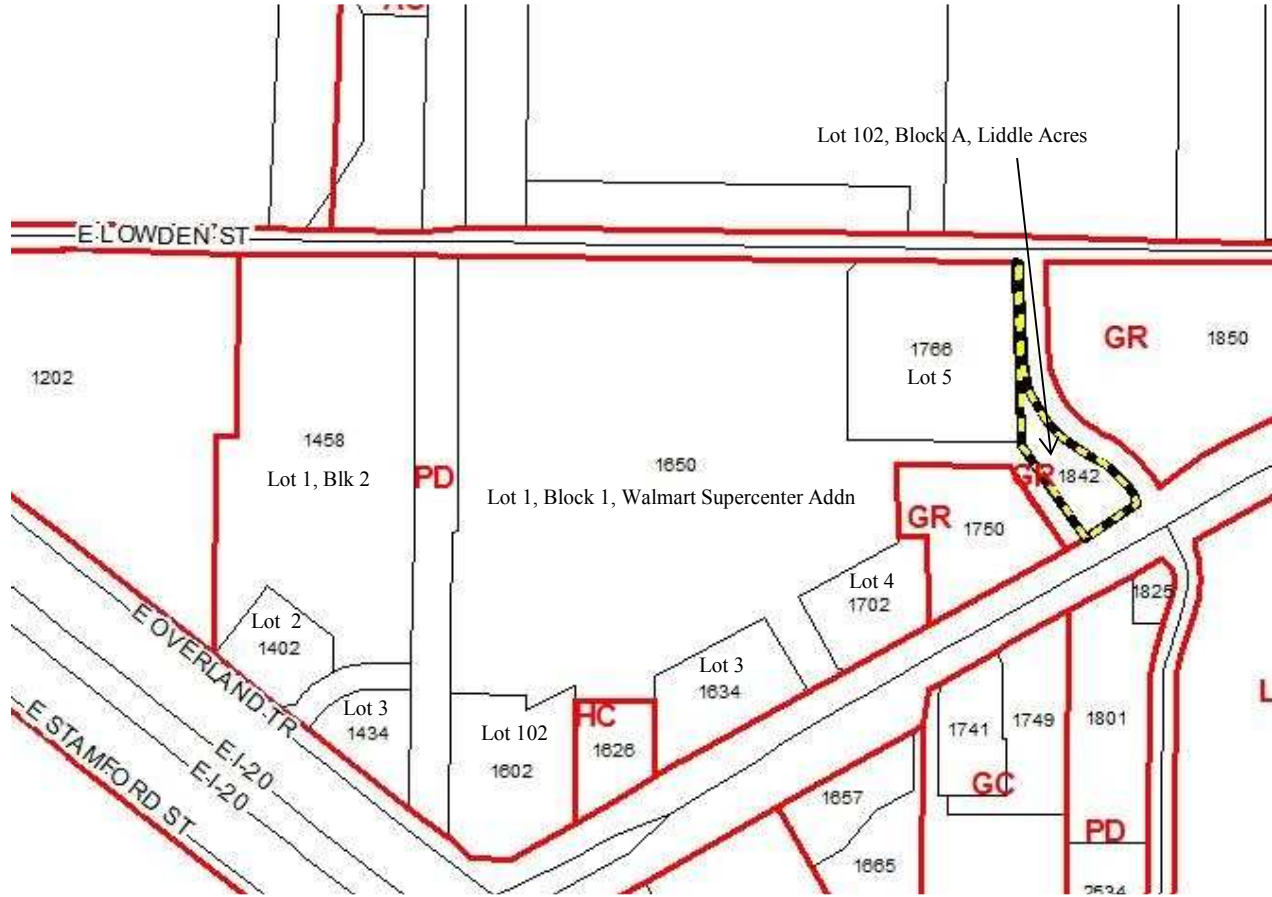 Lot 102, Block A, Liddle Acres
E LOWDEN ST
GR
1850
1766
Lot 5
1202
1458
Lot 1, Blk 2
PD
1650
Lot 1, Block 1, Walmart Supercenter Addn
GR
1842
GR
1750
Lot 4
1702
1825
Lot 2
1402
E OVERLAND TR
Lot 3
1634
Lot 3
1434
Lot 102
1602
HC
1626
1741
1749
1801
L
E I-20
E I-20
E STAMFORD ST
GC
1657
PD
1665
2534